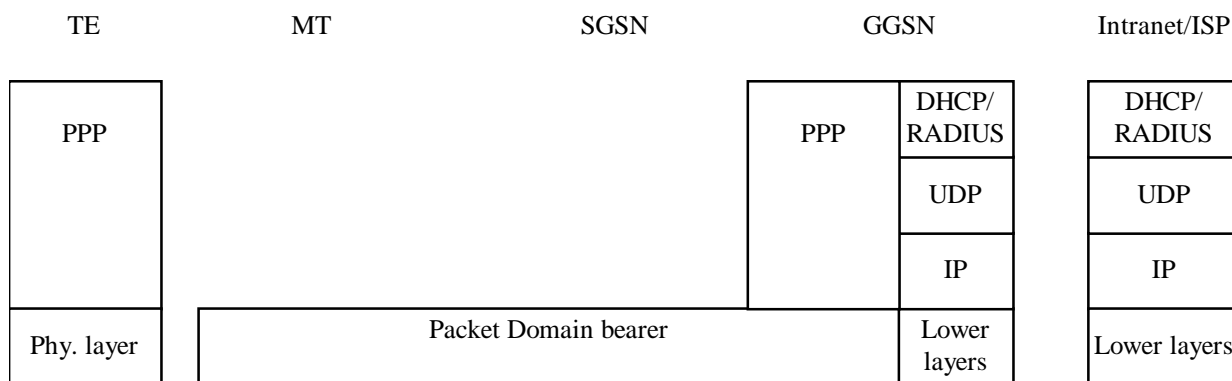 TE MT SGSN GGSN Intranet/ISP
PPP PPP DHCP/ RADIUS DHCP/ RADIUS
UDP UDP
IP IP
Phy. layer Packet Domain bearer Lower layers Lower layers